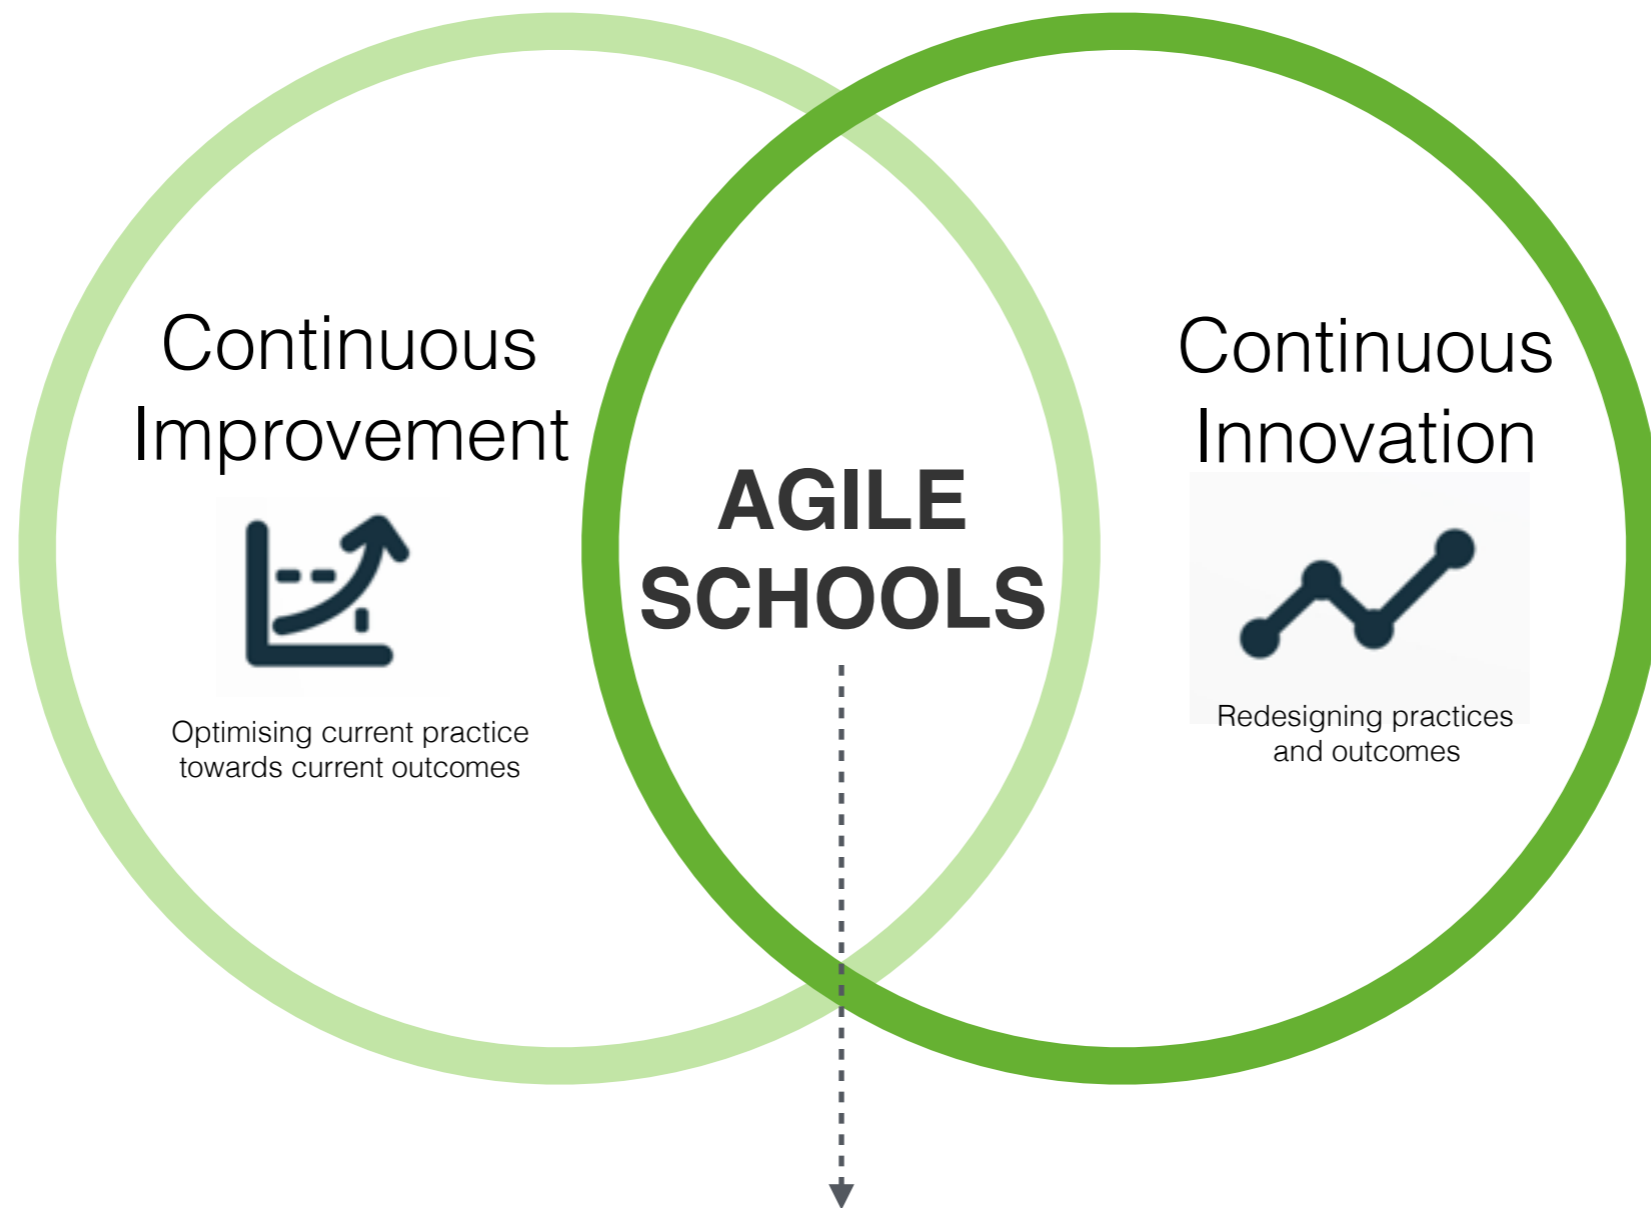 Continuous
Improvement
Optimising current practice
towards current outcomes
AGILE
SCHOOLS
Continuous
Innovation
Redesigning practices
and outcomes